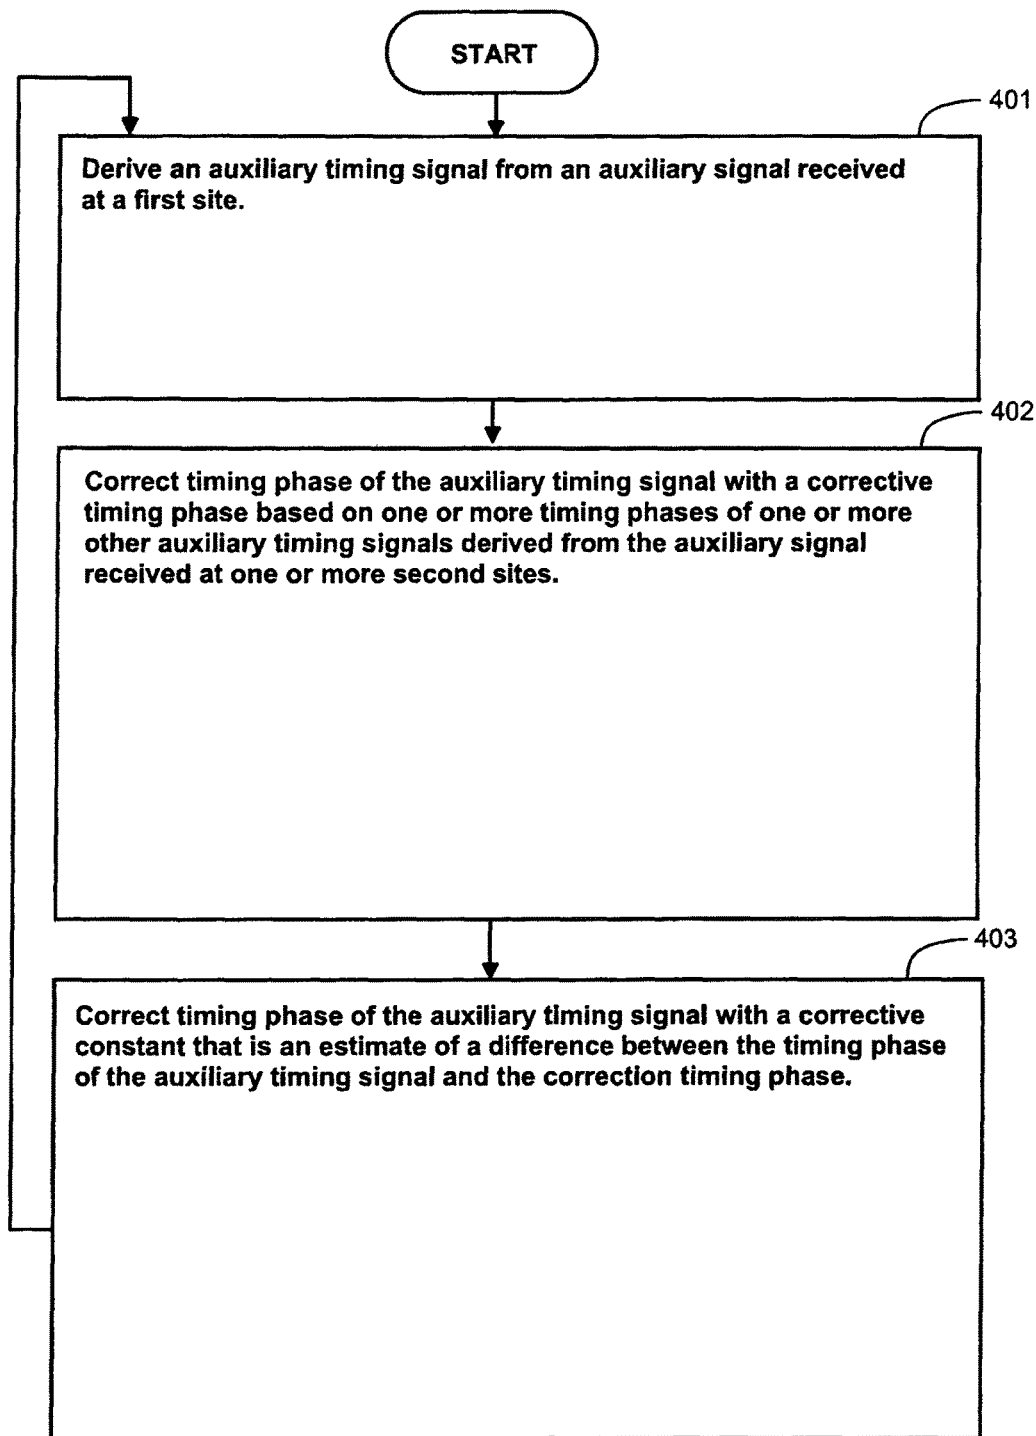 START
401
Derive an auxiliary timing signal from an auxiliary signal received
at a first site.
402
Correct timing phase of the auxiliary timing signal with a corrective
timing phase based on one or more timing phases of one or more
other auxiliary timing signals derived from the auxiliary signal
received at one or more second sites.
403
Correct timing phase of the auxiliary timing signal with a corrective
constant that is an estimate of a difference between the timing phase
of the auxiliary timing signal and the correction timing phase.